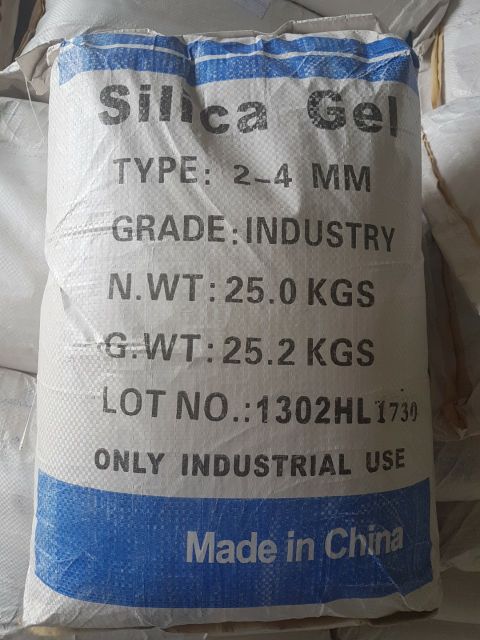 Silica Gel
TYPE: 2-4 MM
GRADE:INDUSTRY
N.WT:25.0 KGS
G.WT:25.2 KGS
LOT NO.:1302HL1730
ONLY INDUSTRIAL USE
Made in China